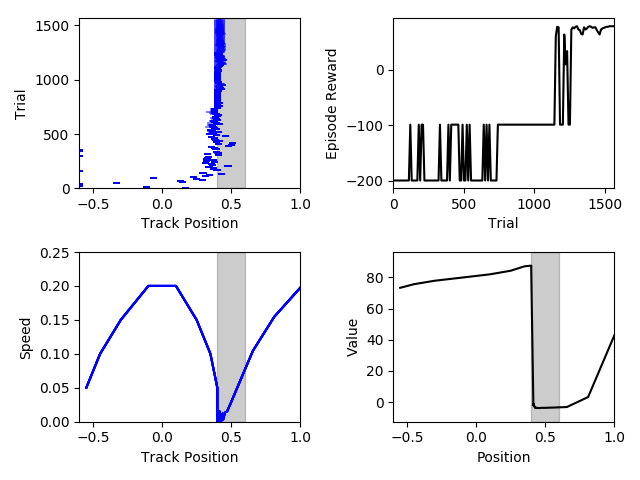 1500
1000
500
0
Trial
−0.5 0.0 0.5 1.0
Track Position
0
−100
−200
Episode Reward
0 500 1000 1500
Trial
0.25
0.20
0.15
0.10
0.05
0.00
Speed
−0.5 0.0 0.5 1.0
Track Position
80
60
40
20
0
Value
−0.5 0.0 0.5 1.0
Position